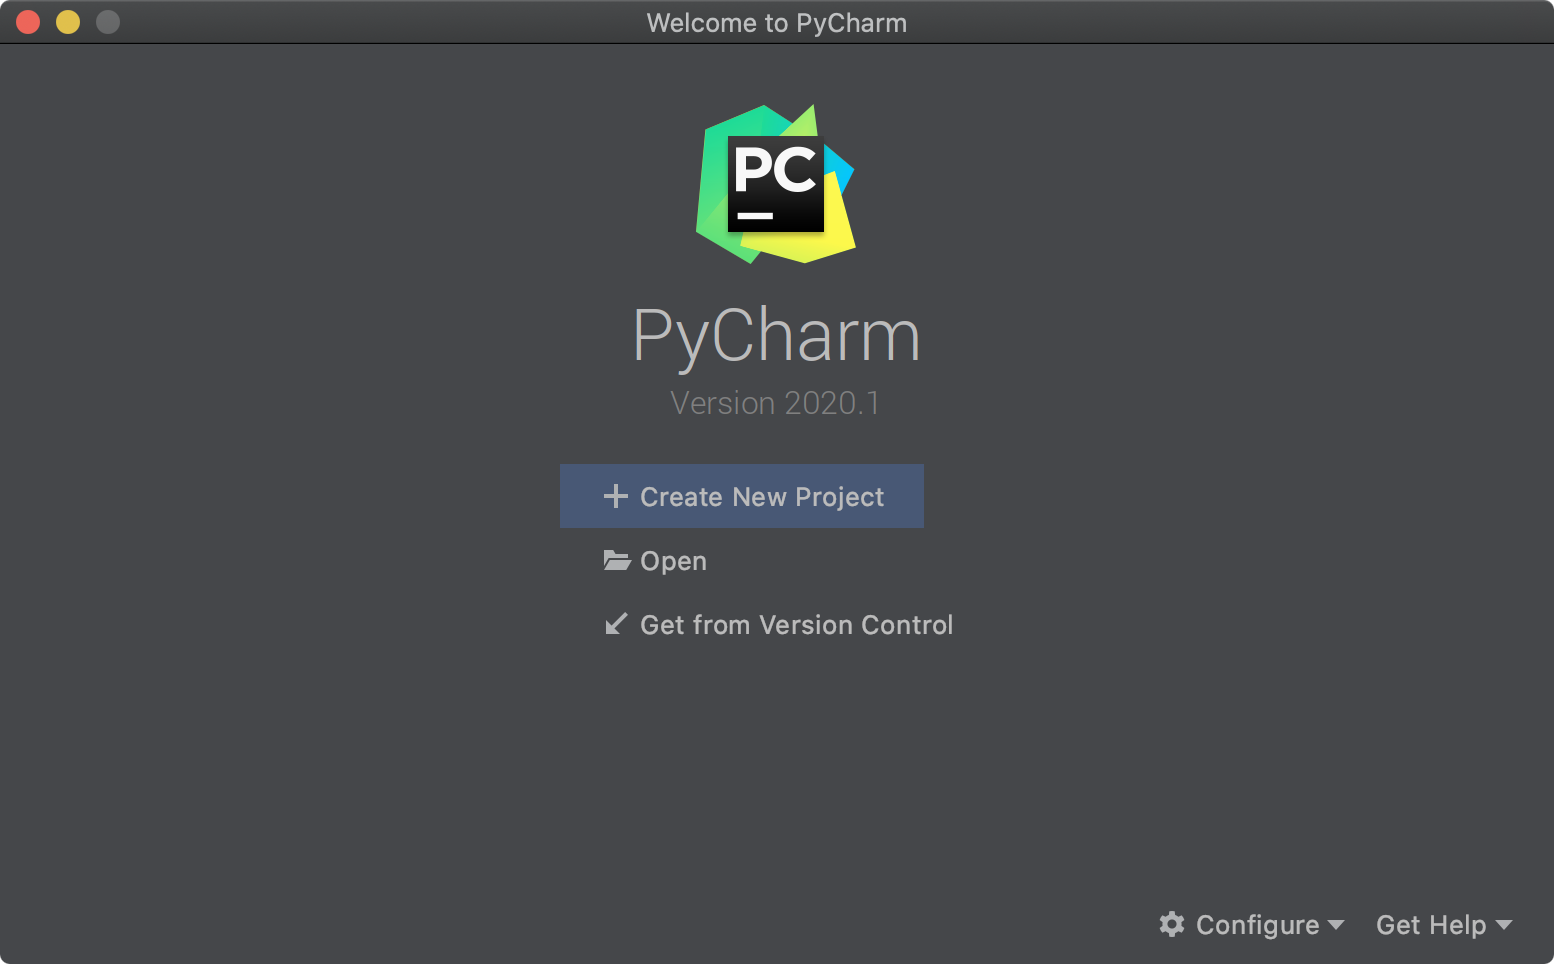 Welcome to PyCharm
PC
PyCharm
Version 2020.1
Create New Project
Open
Get from Version Control
Configure
Get Help